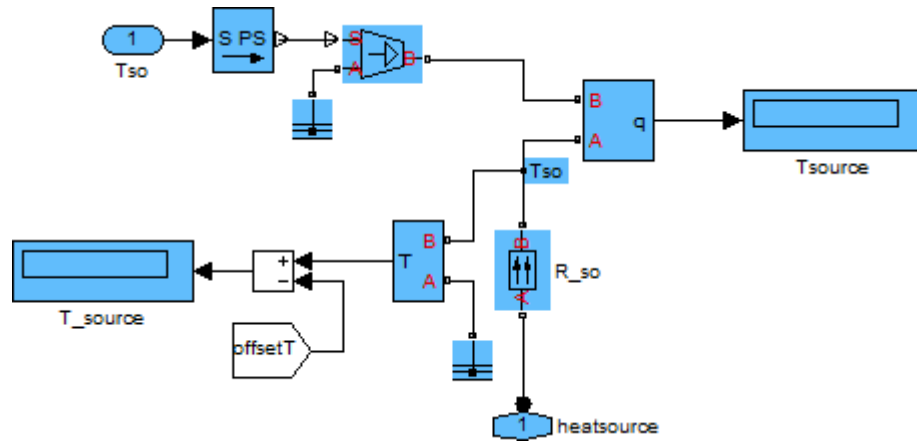 1
S PS
S
B
A
Tso
B
q
A
Tsource
Tso
B
T
A
B
R_so
A
+
−
T_source
offsetT
1
heatsource